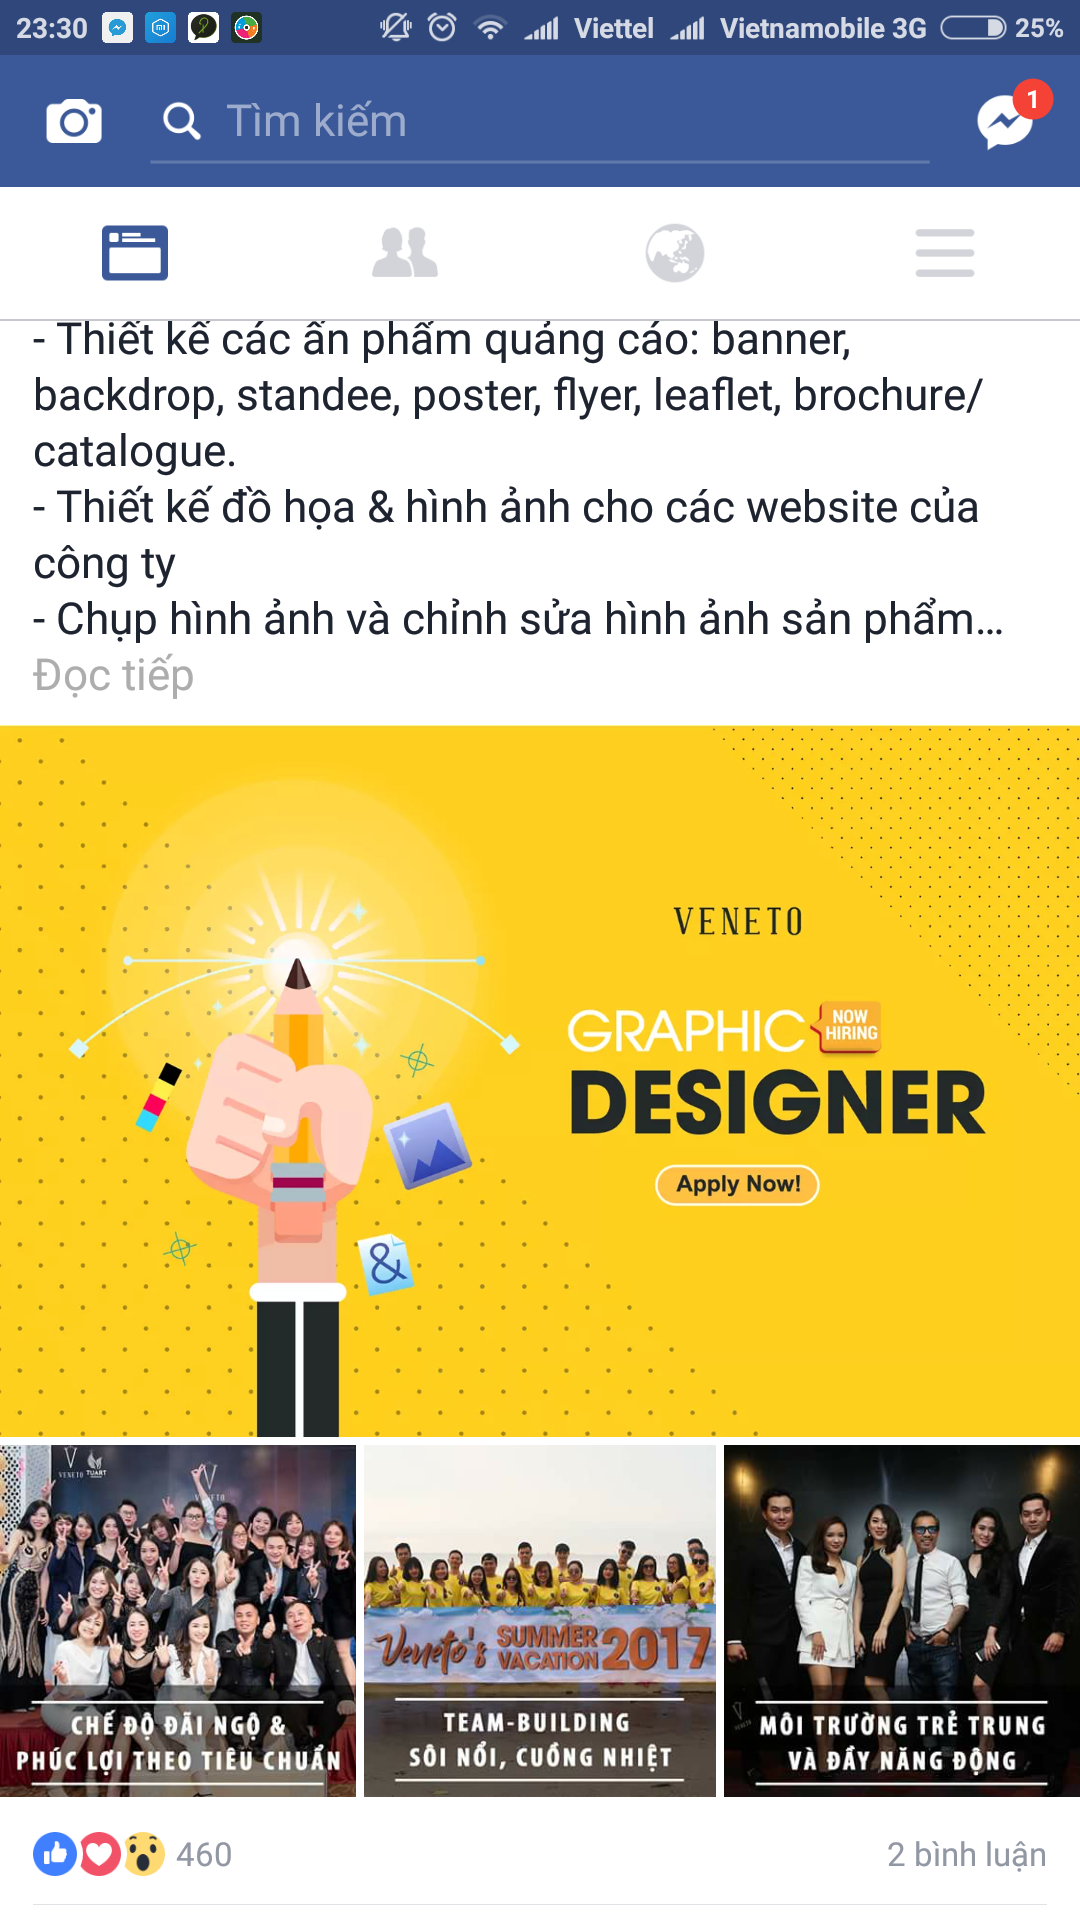 23:30
Viettel
Vietnamobile 3G
25%
Tìm kiếm
1
- Thiết kế các ấn phẩm quảng cáo: banner,
backdrop, standee, poster, flyer, leaflet, brochure/
catalogue.
- Thiết kế đồ họa & hình ảnh cho các website của
công ty
- Chụp hình ảnh và chỉnh sửa hình ảnh sản phẩm...
Đọc tiếp
VENETO
GRAPHIC
NOW
HIRING
DESIGNER
Apply Now!
&
VENETO
TUART
VENETO
CHẾ ĐỘ ĐÃI NGỘ &
PHÚC LỢI THEO TIÊU CHUẨN
Veneto's SUMMER VACATION 2017
TEAM-BUILDING
SÔI NỔI, CUỒNG NHIỆT
VENETO
MÔI TRƯỜNG TRẺ TRUNG
VÀ ĐẦY NĂNG ĐỘNG
460
2 bình luận